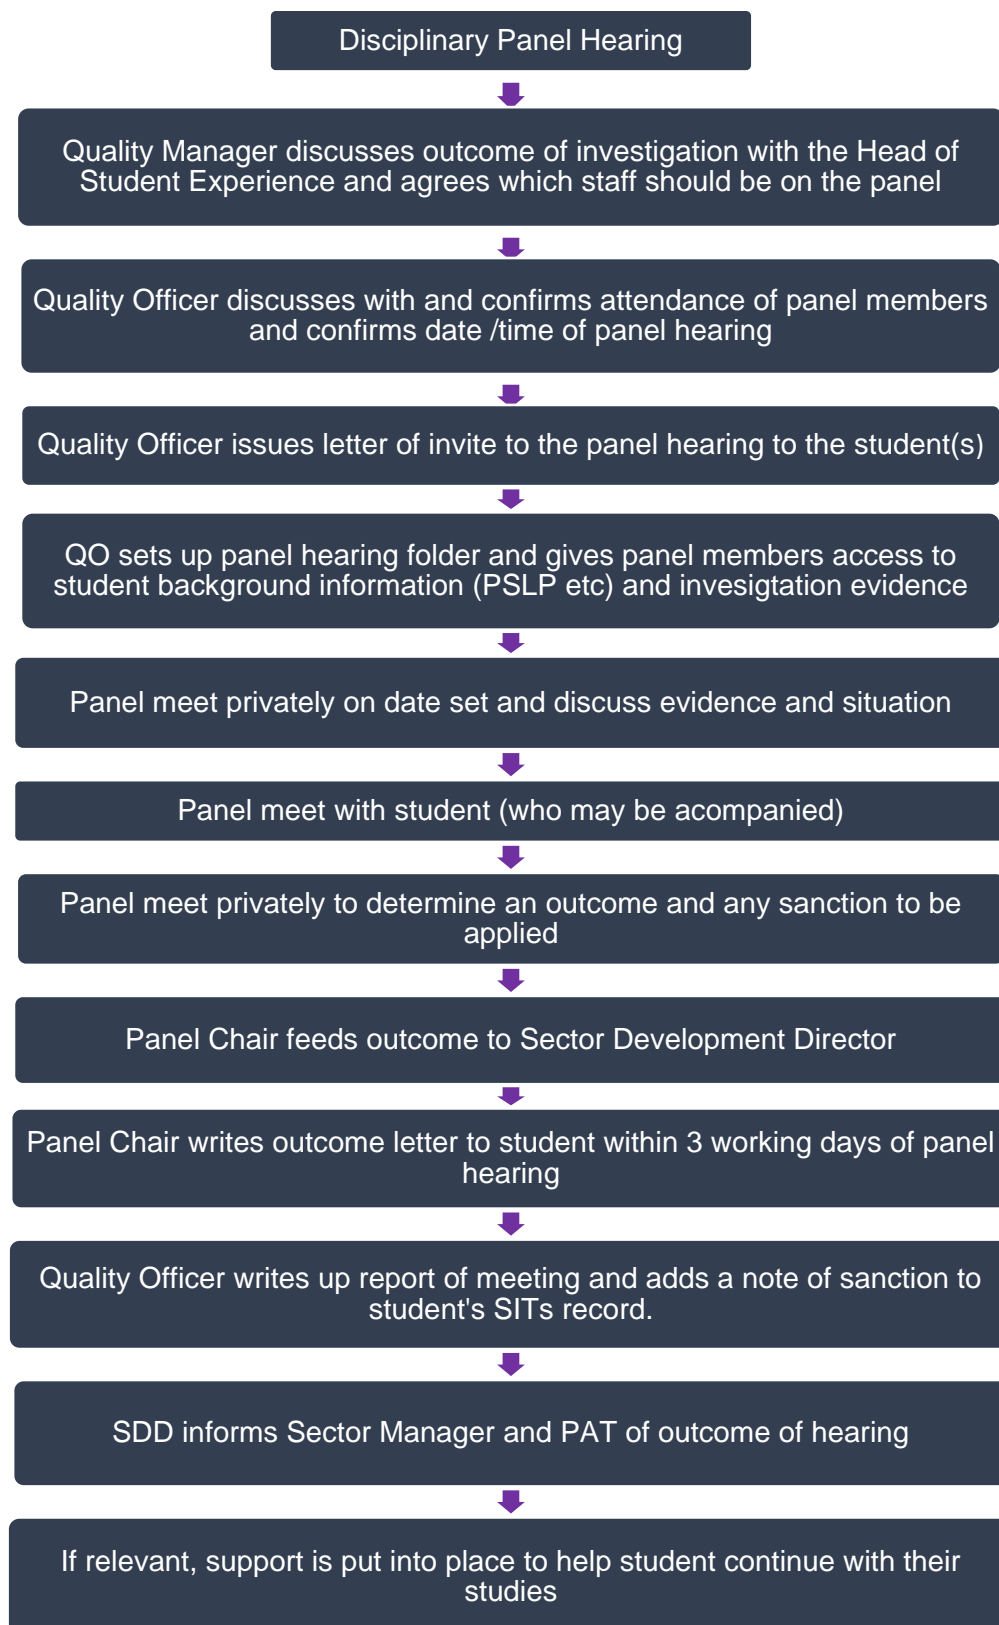 Disciplinary Panel Hearing
Quality Manager discusses outcome of investigation with the Head of
Student Experience and agrees which staff should be on the panel
Quality Officer discusses with and confirms attendance of panel members
and confirms date /time of panel hearing
Quality Officer issues letter of invite to the panel hearing to the student(s)
QO sets up panel hearing folder and gives panel members access to
student background information (PSLP etc) and invesigtation evidence
Panel meet privately on date set and discuss evidence and situation
Panel meet with student (who may be acompanied)
Panel meet privately to determine an outcome and any sanction to be
applied
Panel Chair feeds outcome to Sector Development Director
Panel Chair writes outcome letter to student within 3 working days of panel
hearing
Quality Officer writes up report of meeting and adds a note of sanction to
student's SITs record.
SDD informs Sector Manager and PAT of outcome of hearing
If relevant, support is put into place to help student continue with their
studies